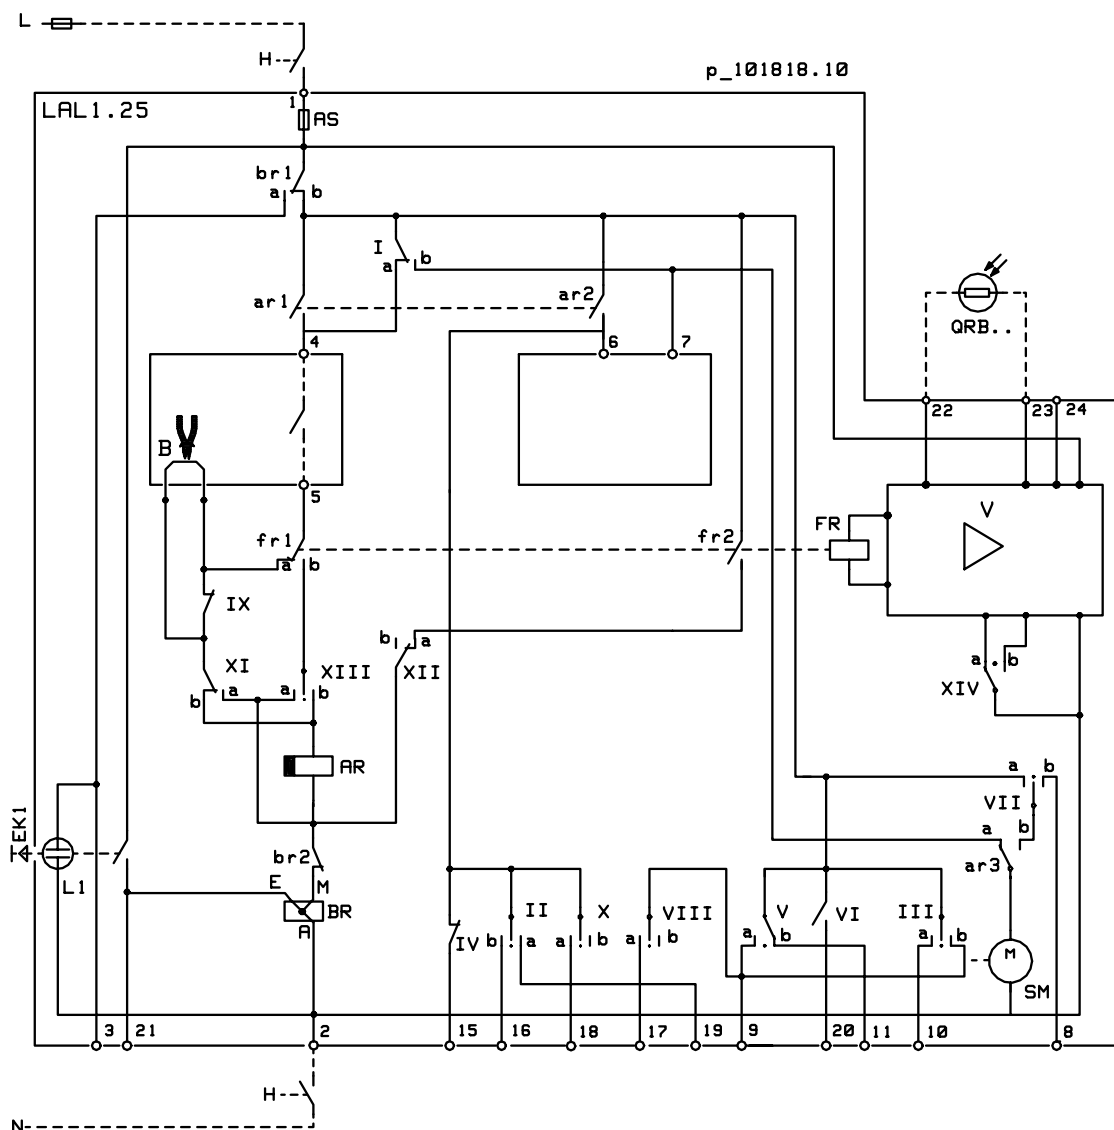 L
H
p_101818.10
LAL1.25
1
AS
br1
a b
I
a b
ar1
ar2
QRB..
4
6
7
22
23
24
B
5
V
FR
fr1
a b
fr2
IX
b a
XII
XI
XIII
b a
a b
a b
XIV
AR
a b
VII
EK1
L1
a b
ar3
br2
E M
BR
A
II
X
VIII
V
VI
III
IV
b a
a b
a b
a b
a b
M
SM
3
21
2
15
16
18
17
19
9
20
11
10
8
H
N